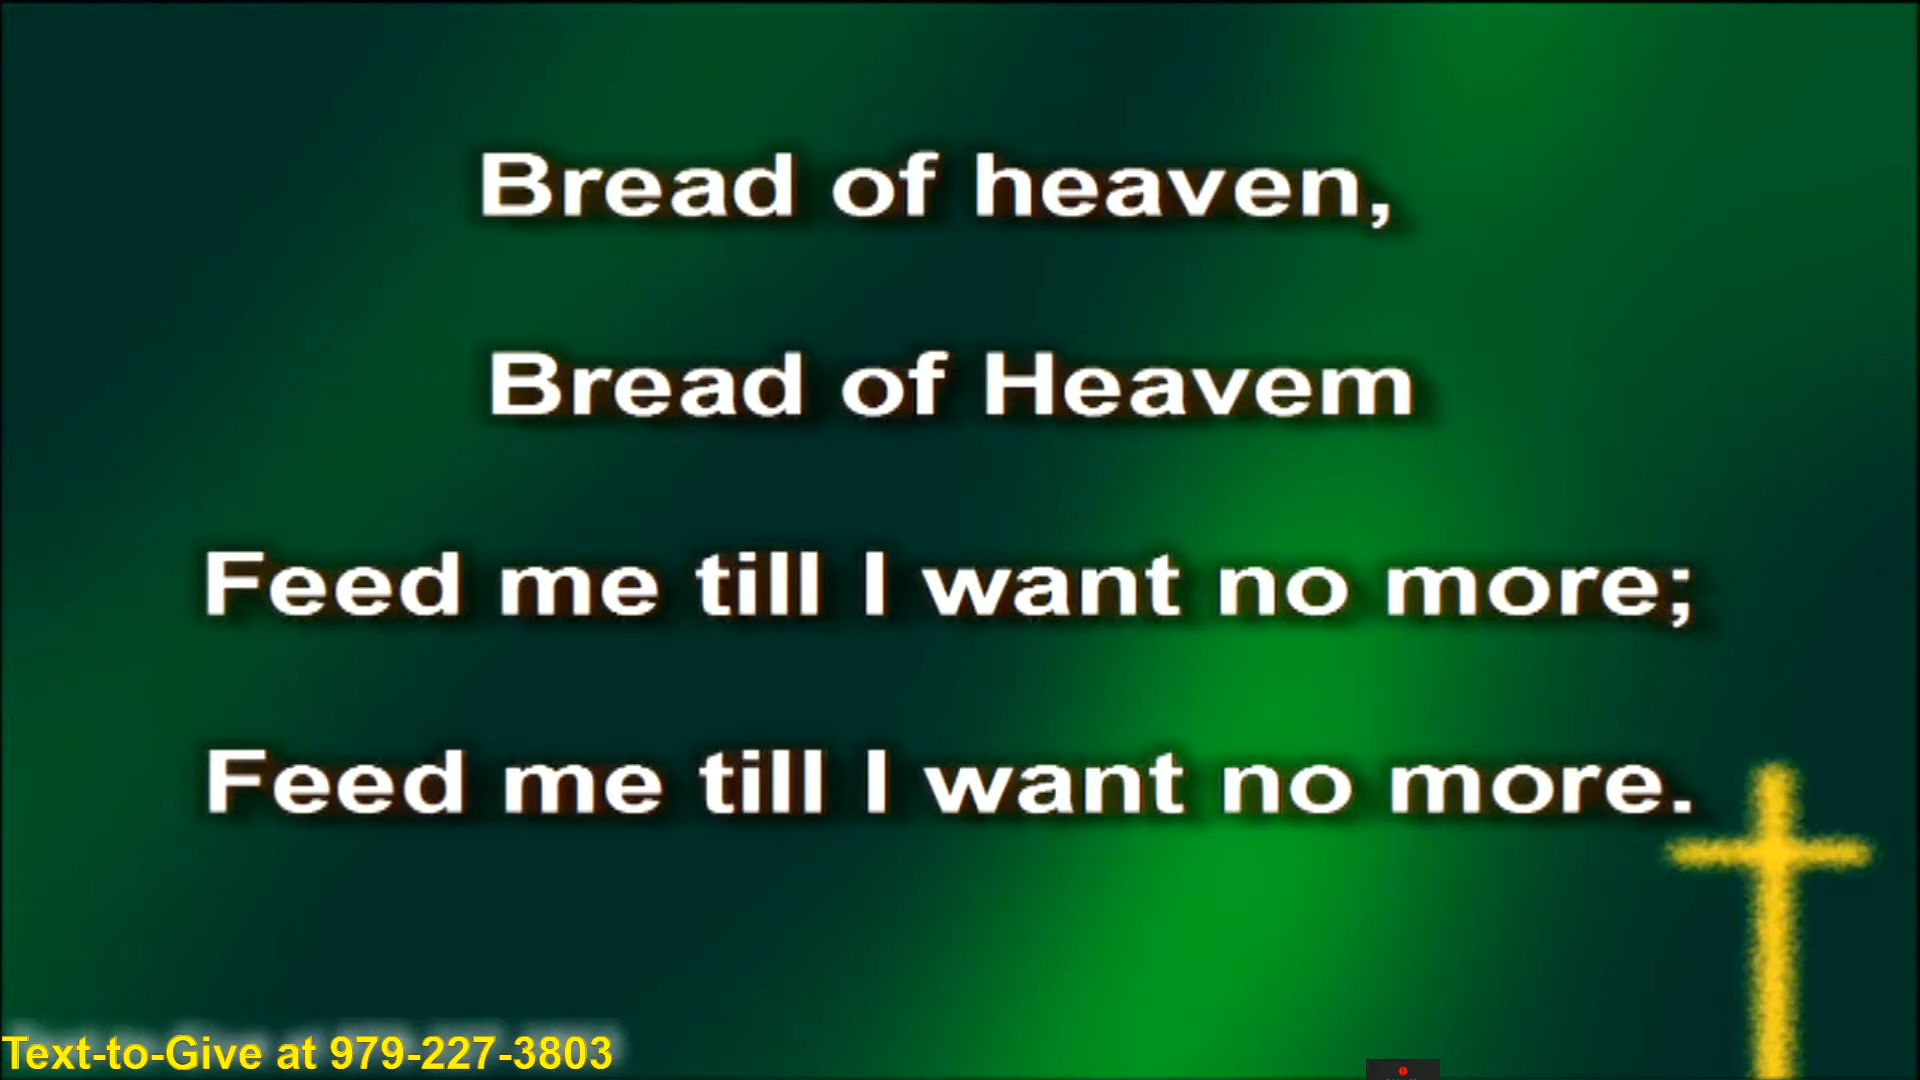 Bread of heaven,
Bread of Heavem
Feed me till I want no more;
Feed me till I want no more.
Text-to-Give at 979-227-3803